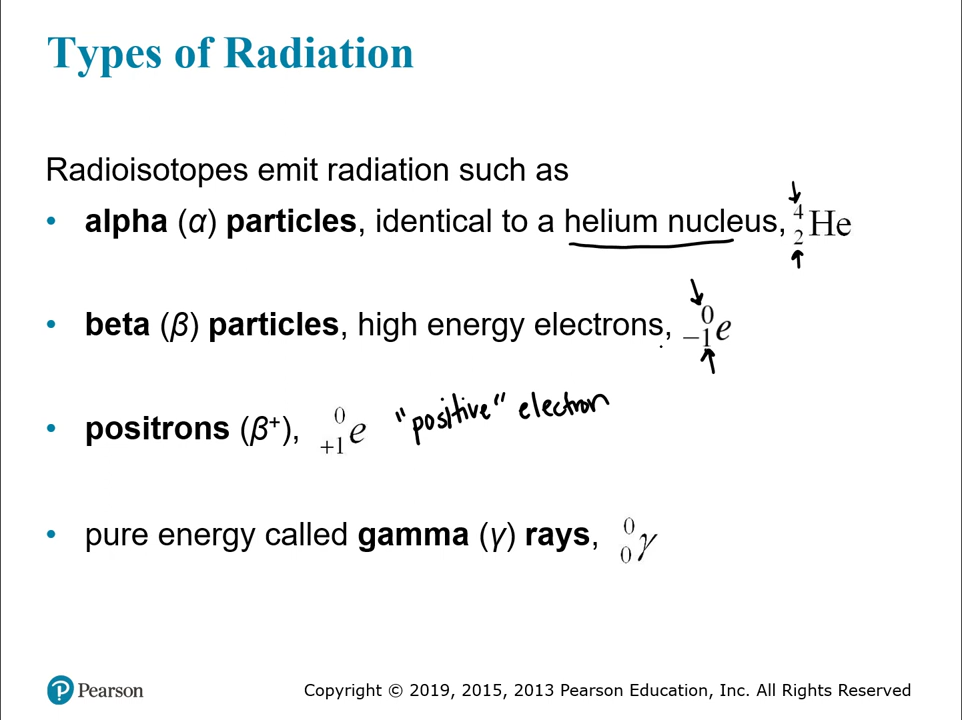 Types of Radiation
Radioisotopes emit radiation such as
• alpha (α) particles, identical to a helium nucleus, ⁴₂He
• beta (β) particles, high energy electrons, ⁰₋₁e
• positrons (β⁺), ⁰₊₁e "positive" electron
• pure energy called gamma (γ) rays, ⁰₀γ
Pearson
Copyright © 2019, 2015, 2013 Pearson Education, Inc. All Rights Reserved